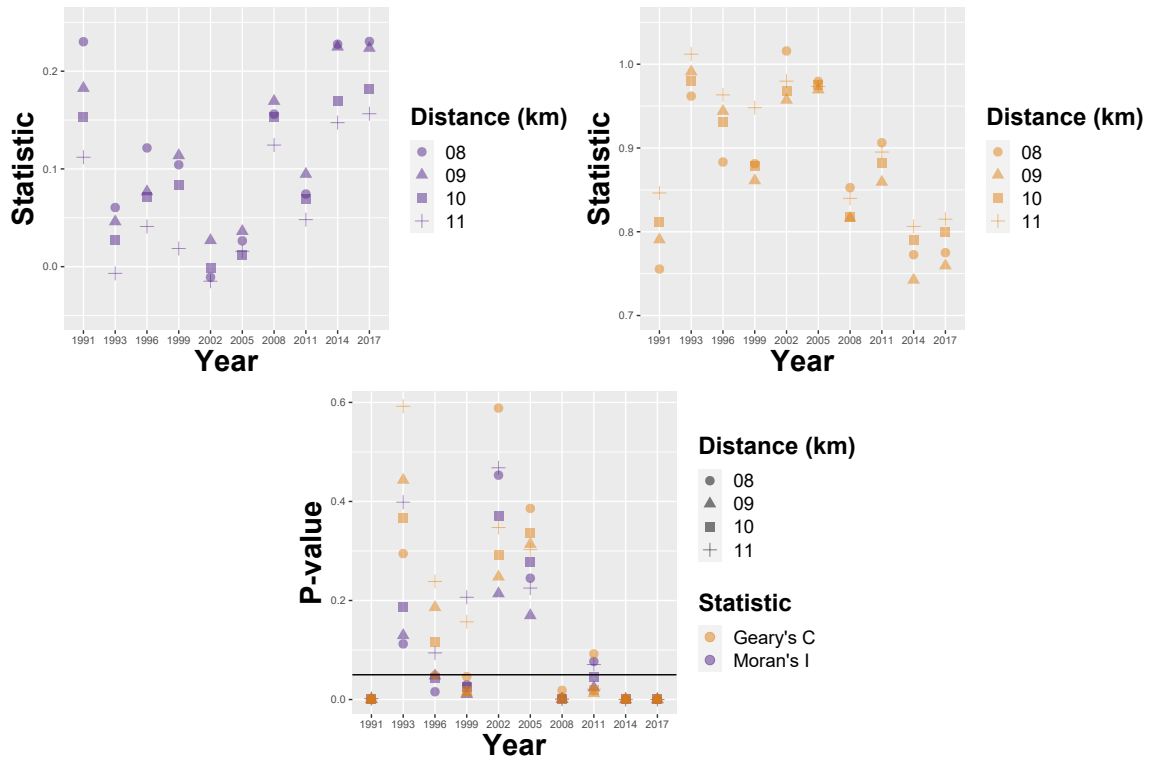 0.2
0.1
0.0
Statistic
1991 1993 1996 1999 2002 2005 2008 2011 2014 2017
Year
Distance (km)
08
09
10
11
1.0
0.9
0.8
0.7
Statistic
1991 1993 1996 1999 2002 2005 2008 2011 2014 2017
Year
Distance (km)
08
09
10
11
0.6
0.4
0.2
0.0
P-value
1991 1993 1996 1999 2002 2005 2008 2011 2014 2017
Year
Distance (km)
08
09
10
11
Statistic
Geary's C
Moran's I